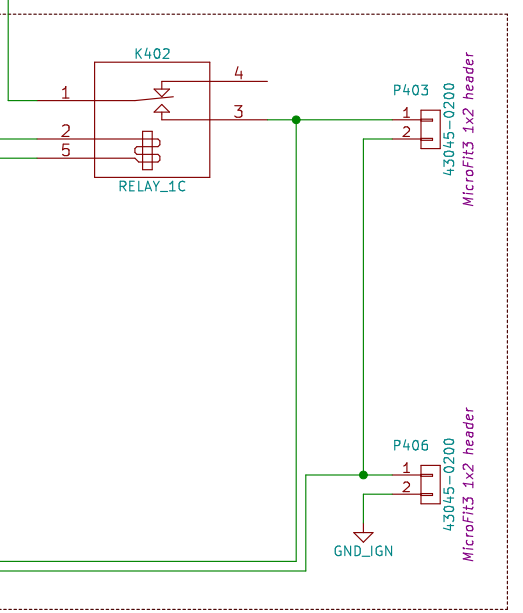 K402
1
2
5
4
3
RELAY_1C
P403
1
2
43045-0200
MicroFit3 1x2 header
P406
1
2
43045-0200
MicroFit3 1x2 header
GND_IGN